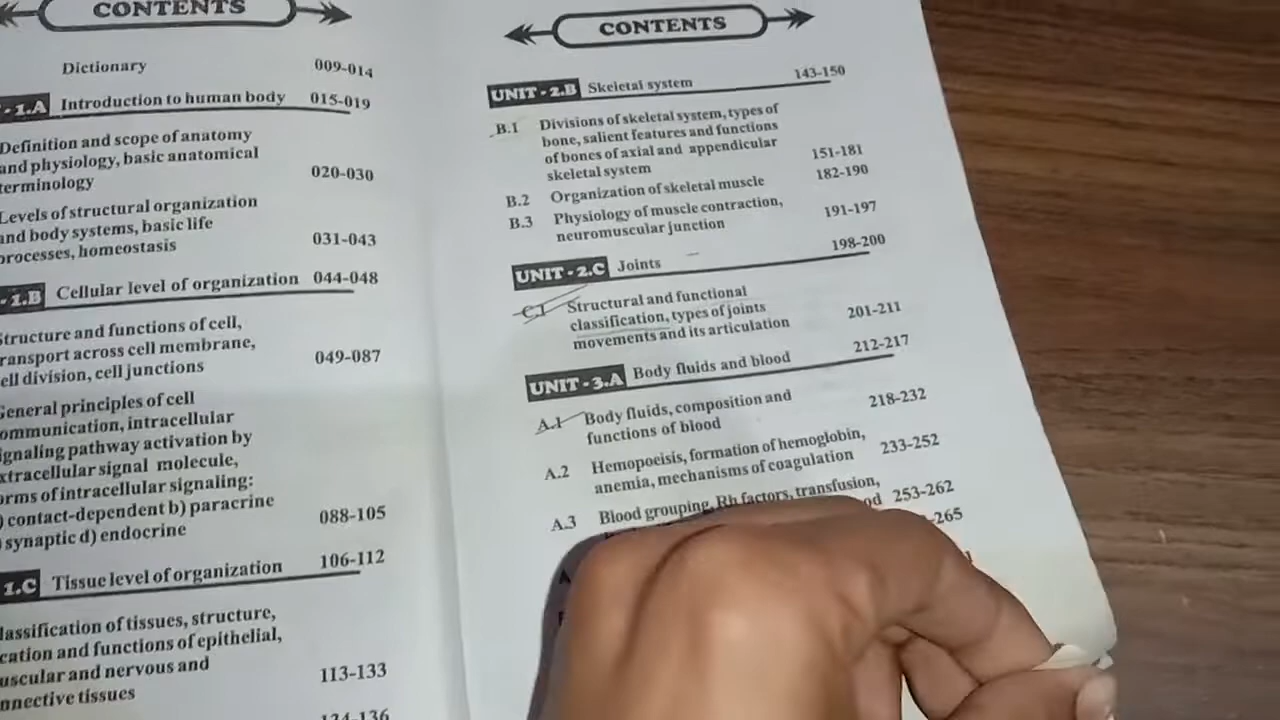 CONTENTS
Dictionary 009-014
1.A Introduction to human body 015-019
Definition and scope of anatomy
and physiology, basic anatomical
terminology 020-030
Levels of structural organization
and body systems, basic life
processes, homeostasis 031-043
1.B Cellular level of organization 044-048
Structure and functions of cell,
transport across cell membrane,
cell division, cell junctions 049-087
General principles of cell
communication, intracellular
signaling pathway activation by
extracellular signal molecule,
forms of intracellular signaling:
) contact-dependent b) paracrine
synaptic d) endocrine 088-105
1.C Tissue level of organization 106-112
classification of tissues, structure,
cation and functions of epithelial,
muscular and nervous and
connective tissues 113-133
134-136
CONTENTS
UNIT - 2.B Skeletal system 143-150
B.1 Divisions of skeletal system, types of
bone, salient features and functions
of bones of axial and appendicular
skeletal system 151-181
B.2 Organization of skeletal muscle 182-190
B.3 Physiology of muscle contraction,
neuromuscular junction 191-197
UNIT - 2.C Joints 198-200
C.1 Structural and functional
classification, types of joints
movements and its articulation 201-211
UNIT - 3.A Body fluids and blood 212-217
A.1 Body fluids, composition and
functions of blood 218-232
A.2 Hemopoeisis, formation of hemoglobin,
anemia, mechanisms of coagulation 233-252
A.3 Blood grouping, Rh factors, transfusion,
253-262
-265